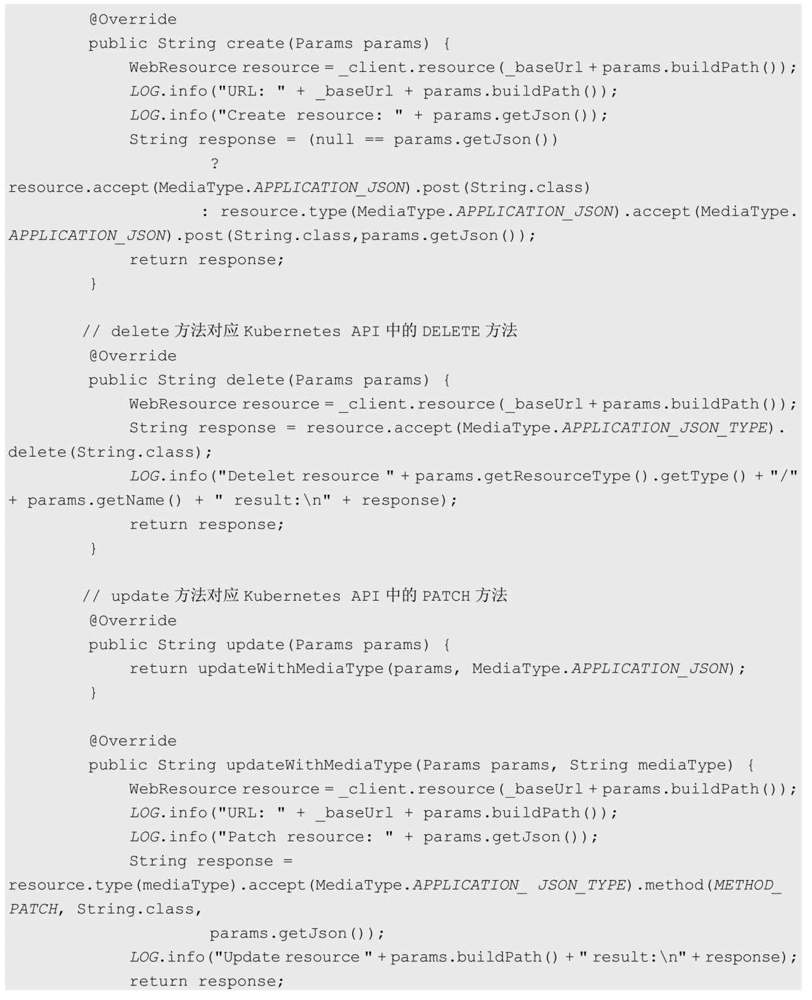 @Override
public String create(Params params) {
WebResource resource = _client.resource(_baseUrl + params.buildPath());
LOG.info("URL: " + _baseUrl + params.buildPath());
LOG.info("Create resource: " + params.getJson());
String response = (null == params.getJson())
?
resource.accept(MediaType.APPLICATION_JSON).post(String.class)
: resource.type(MediaType.APPLICATION_JSON).accept(MediaType.
APPLICATION_JSON).post(String.class,params.getJson());
return response;
}
// delete 方法对应 Kubernetes API 中的 DELETE 方法
@Override
public String delete(Params params) {
WebResource resource = _client.resource(_baseUrl + params.buildPath());
String response = resource.accept(MediaType.APPLICATION_JSON_TYPE).
delete(String.class);
LOG.info("Detelet resource " + params.getResourceType().getType() + "/"
+ params.getName() + " result:\n" + response);
return response;
}
// update 方法对应 Kubernetes API 中的 PATCH 方法
@Override
public String update(Params params) {
return updateWithMediaType(params, MediaType.APPLICATION_JSON);
}
@Override
public String updateWithMediaType(Params params, String mediaType) {
WebResource resource = _client.resource(_baseUrl + params.buildPath());
LOG.info("URL: " + _baseUrl + params.buildPath());
LOG.info("Patch resource: " + params.getJson());
String response =
resource.type(mediaType).accept(MediaType.APPLICATION_ JSON_TYPE).method(METHOD_
PATCH, String.class,
params.getJson());
LOG.info("Update resource " + params.buildPath() + " result:\n" + response);
return response;